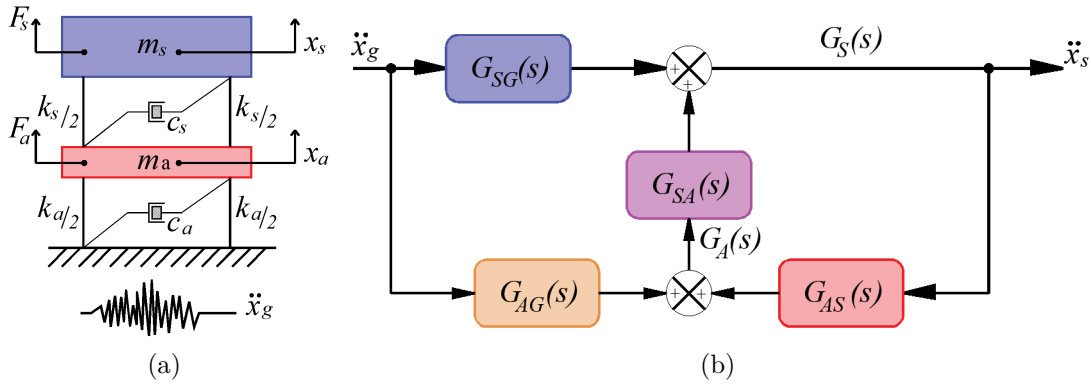 F_s
m_s
x_s
k_s/2
c_s
k_s/2
F_a
m_a
x_a
k_a/2
c_a
k_a/2
ẍ_g
(a)
ẍ_g
G_SG(s)
+
+
G_S(s)
ẍ_s
G_SA(s)
G_A(s)
G_AG(s)
+
+
G_AS(s)
(b)